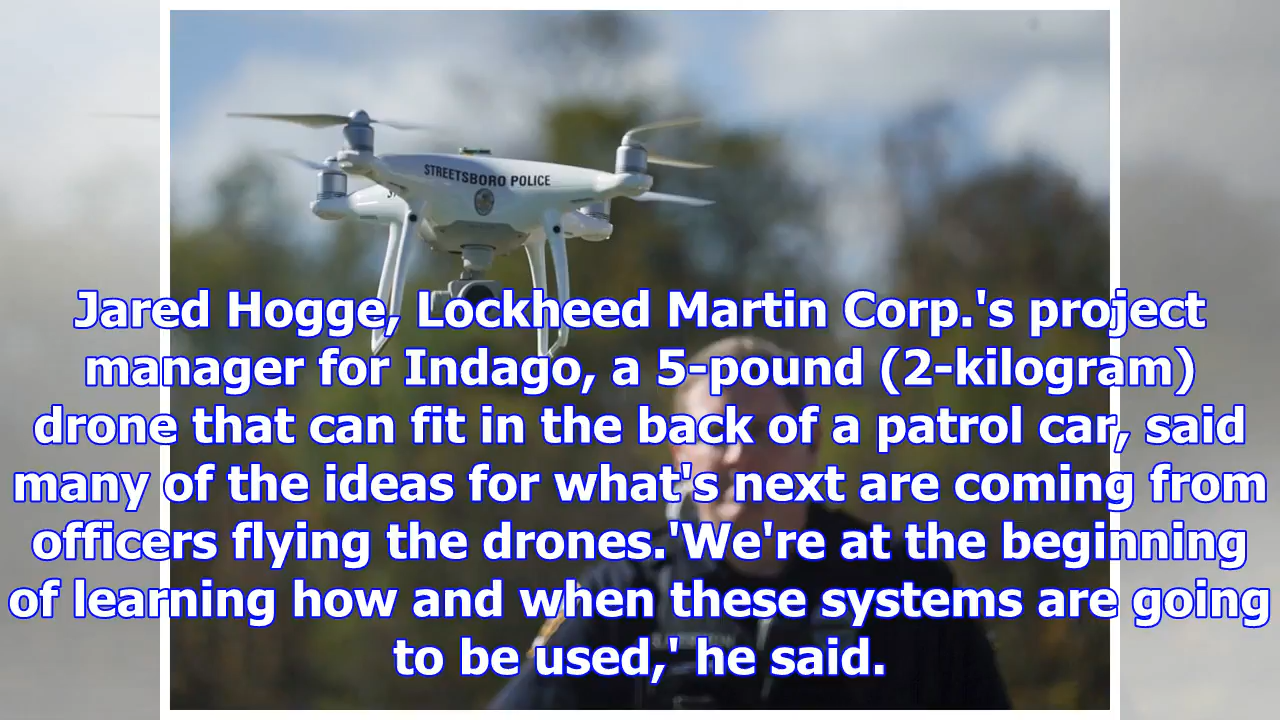 STREETSBORO POLICE
Jared Hogge, Lockheed Martin Corp.'s project
manager for Indago, a 5-pound (2-kilogram)
drone that can fit in the back of a patrol car, said
many of the ideas for what's next are coming from
officers flying the drones.'We're at the beginning
of learning how and when these systems are going
to be used,' he said.